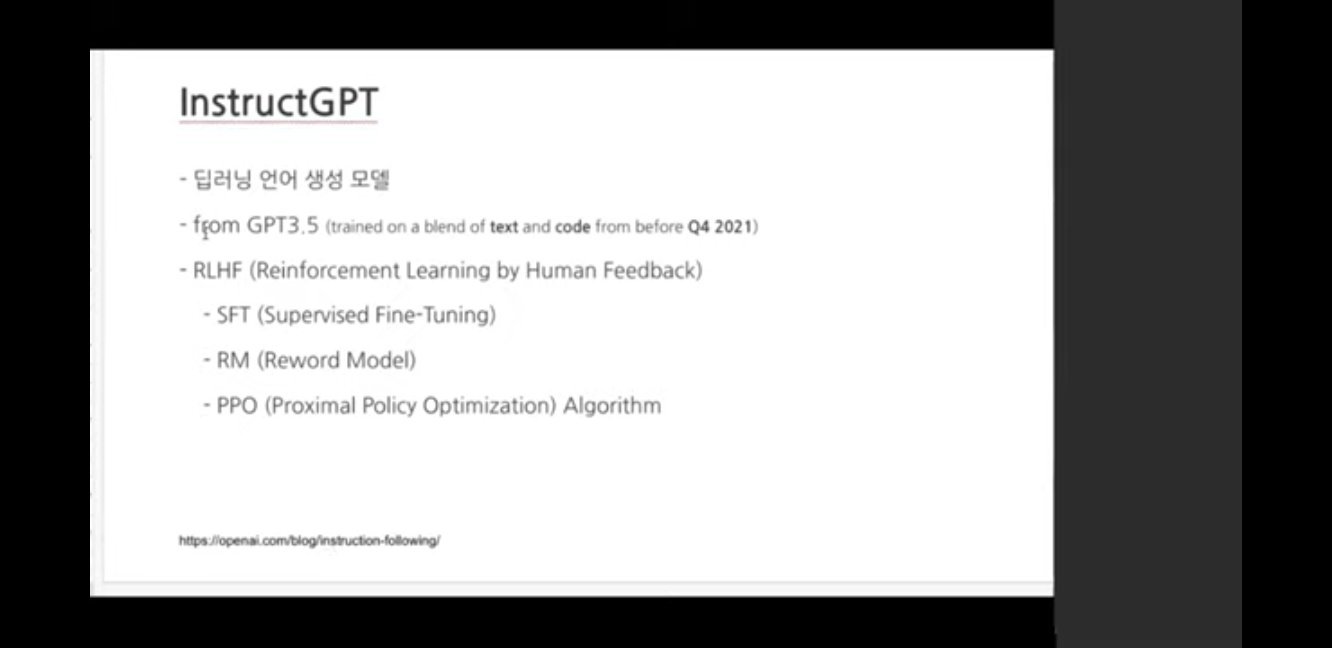 InstructGPT
- 딥러닝 언어 생성 모델
- from GPT3.5 (trained on a blend of text and code from before Q4 2021)
- RLHF (Reinforcement Learning by Human Feedback)
- SFT (Supervised Fine-Tuning)
- RM (Reword Model)
- PPO (Proximal Policy Optimization) Algorithm
https://openai.com/blog/instruction-following/